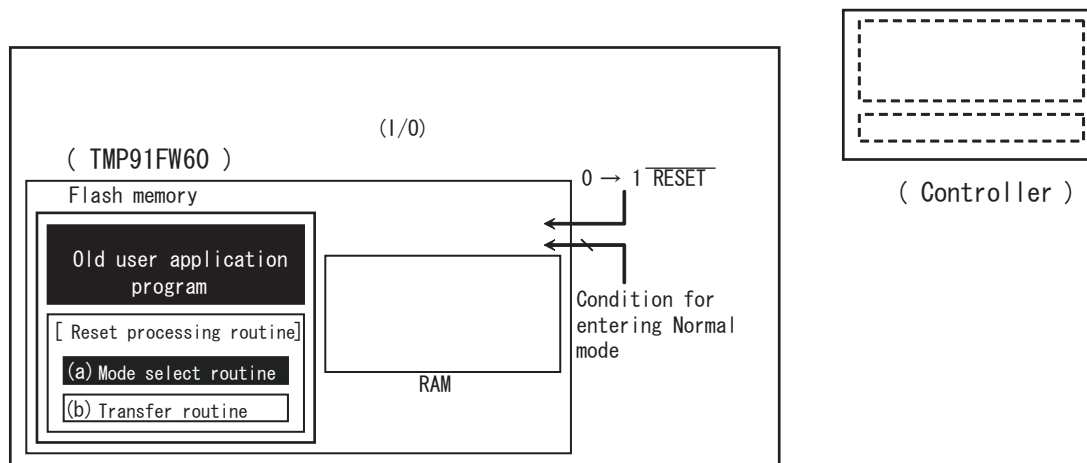 (I/O)
( TMP91FW60 )
0 → 1 RESET
Flash memory
( Controller )
Old user application
program
Condition for
entering Normal
mode
[ Reset processing routine]
(a) Mode select routine
RAM
(b) Transfer routine